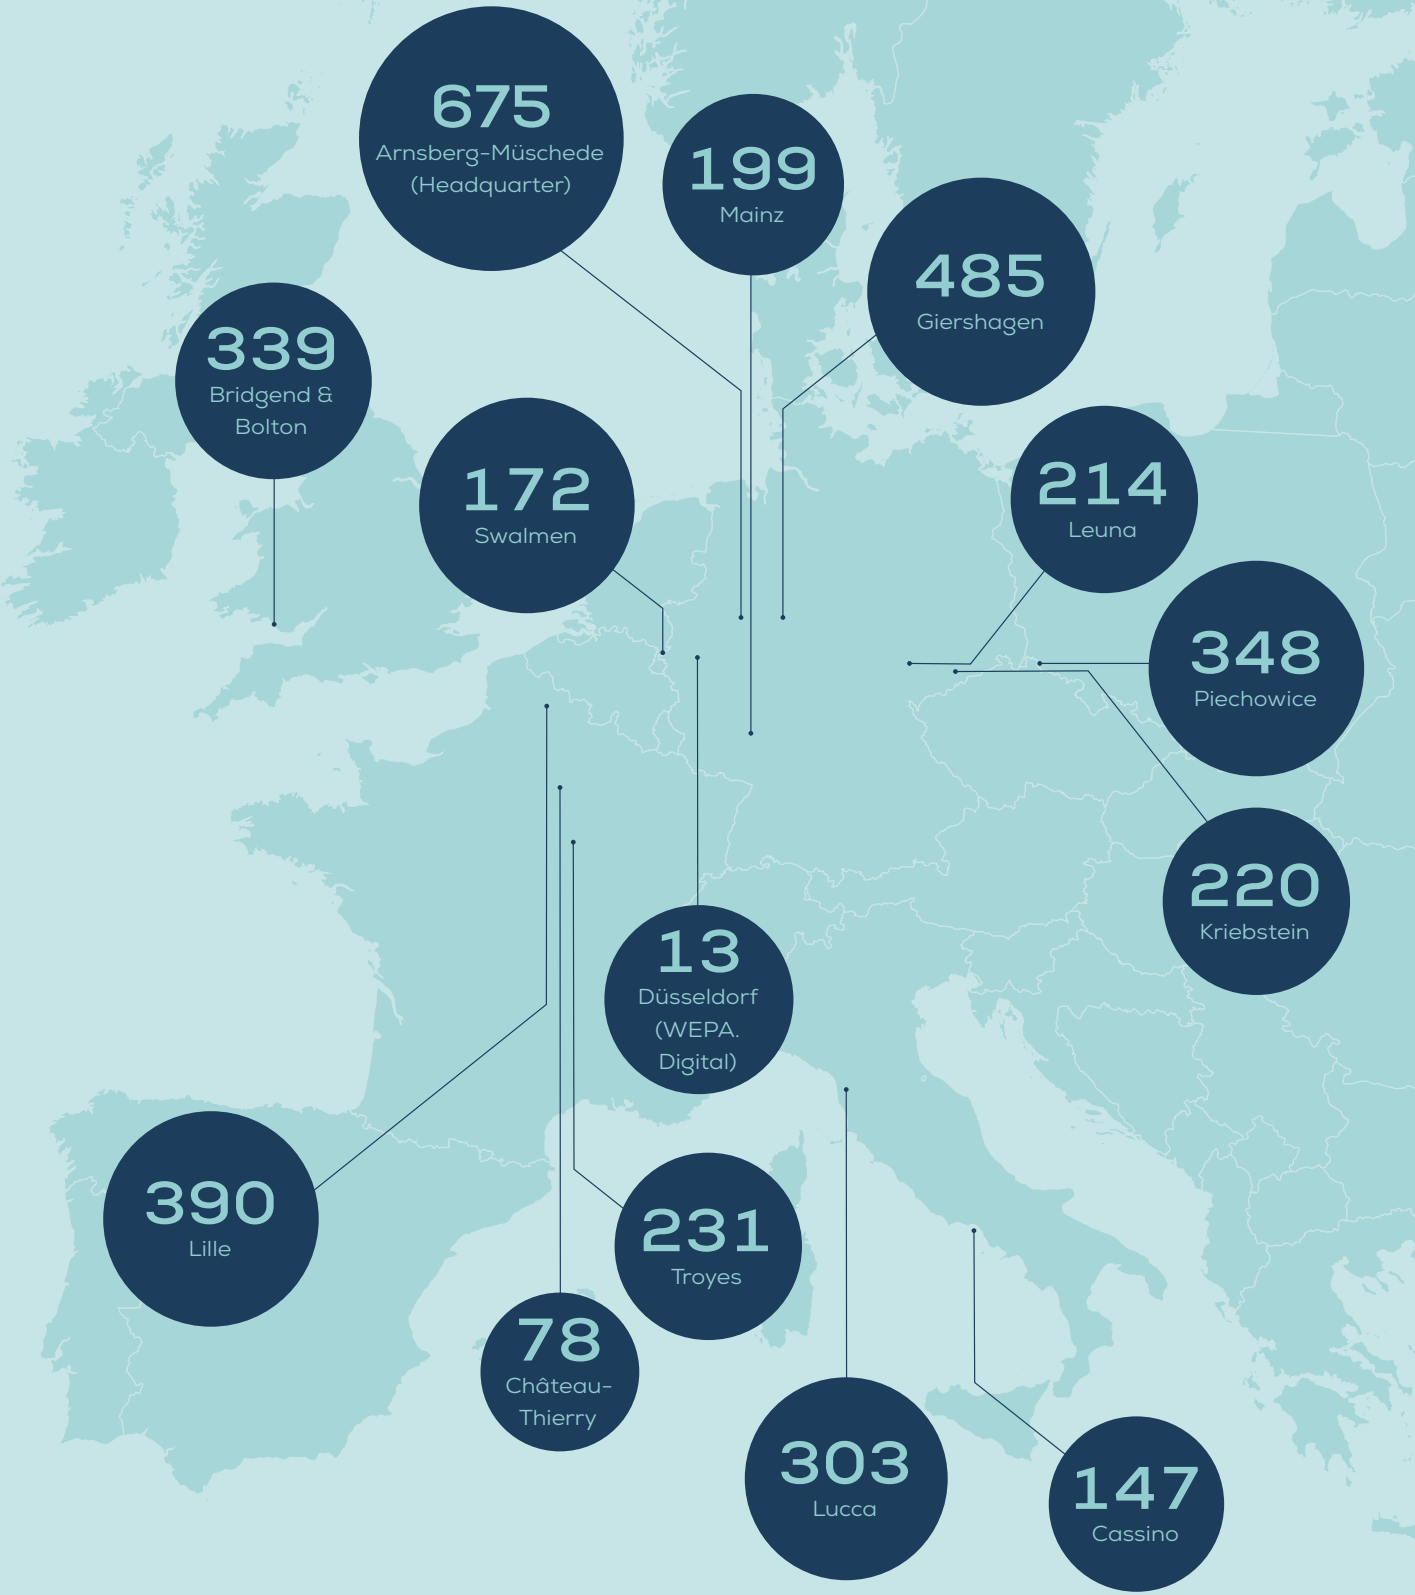 675
Arnsberg-Müschede
(Headquarter)
199
Mainz
485
Giershagen
339
Bridgend &
Bolton
172
Swalmen
214
Leuna
348
Piechowice
220
Kriebstein
13
Düsseldorf
(WEPA.
Digital)
390
Lille
231
Troyes
78
Château-
Thierry
303
Lucca
147
Cassino